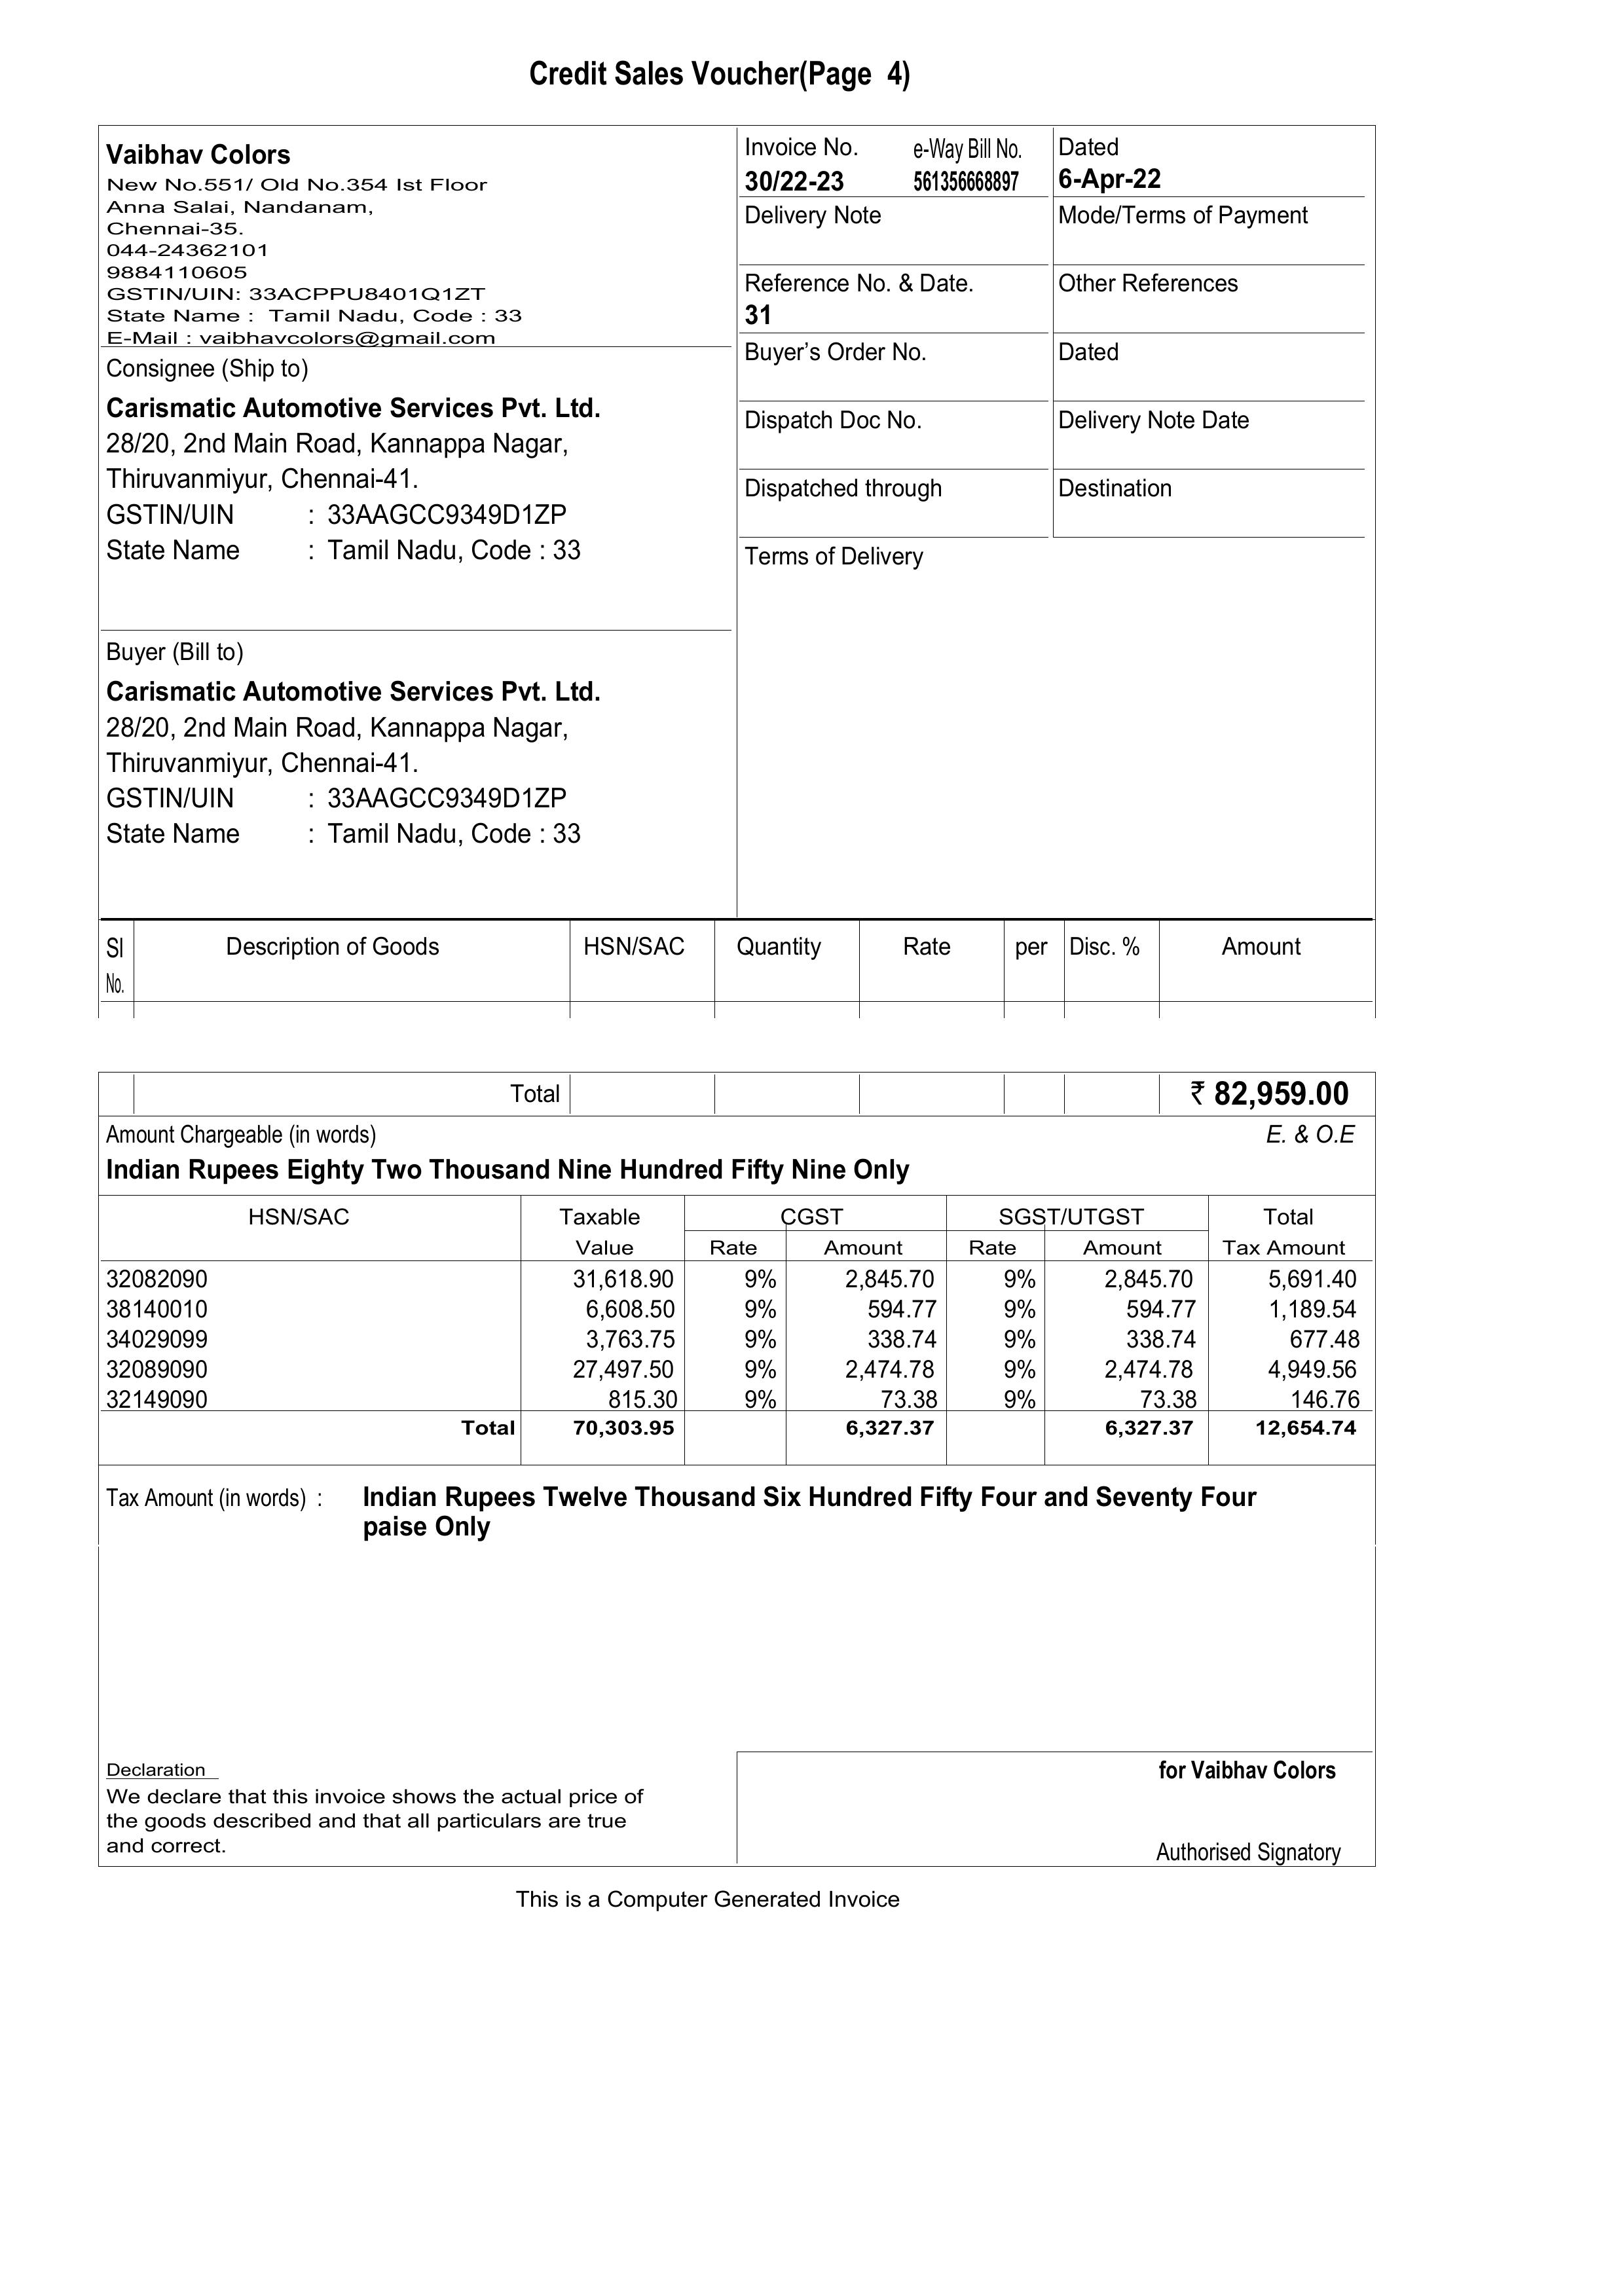 Credit Sales Voucher(Page 4)
Vaibhav Colors
New No.551/ Old No.354 Ist Floor
Anna Salai, Nandanam,
Chennai-35.
044-24362101
9884110605
GSTIN/UIN: 33ACPPU8401Q1ZT
State Name : Tamil Nadu, Code : 33
E-Mail : vaibhavcolors@gmail.com
Invoice No. e-Way Bill No. Dated
30/22-23 561356668897 6-Apr-22
Delivery Note Mode/Terms of Payment
Reference No. & Date. Other References
31
Buyer’s Order No. Dated
Dispatch Doc No. Delivery Note Date
Dispatched through Destination
Terms of Delivery
Consignee (Ship to)
Carismatic Automotive Services Pvt. Ltd.
28/20, 2nd Main Road, Kannappa Nagar,
Thiruvanmiyur, Chennai-41.
GSTIN/UIN : 33AAGCC9349D1ZP
State Name : Tamil Nadu, Code : 33
Buyer (Bill to)
Carismatic Automotive Services Pvt. Ltd.
28/20, 2nd Main Road, Kannappa Nagar,
Thiruvanmiyur, Chennai-41.
GSTIN/UIN : 33AAGCC9349D1ZP
State Name : Tamil Nadu, Code : 33
Sl Description of Goods HSN/SAC Quantity Rate per Disc. % Amount
No.
Total ₹ 82,959.00
Amount Chargeable (in words) E. & O.E
Indian Rupees Eighty Two Thousand Nine Hundred Fifty Nine Only
HSN/SAC Taxable CGST SGST/UTGST Total
Value Rate Amount Rate Amount Tax Amount
32082090 31,618.90 9% 2,845.70 9% 2,845.70 5,691.40
38140010 6,608.50 9% 594.77 9% 594.77 1,189.54
34029099 3,763.75 9% 338.74 9% 338.74 677.48
32089090 27,497.50 9% 2,474.78 9% 2,474.78 4,949.56
32149090 815.30 9% 73.38 9% 73.38 146.76
Total 70,303.95 6,327.37 6,327.37 12,654.74
Tax Amount (in words) : Indian Rupees Twelve Thousand Six Hundred Fifty Four and Seventy Four
paise Only
Declaration
We declare that this invoice shows the actual price of
the goods described and that all particulars are true
and correct.
for Vaibhav Colors
Authorised Signatory
This is a Computer Generated Invoice